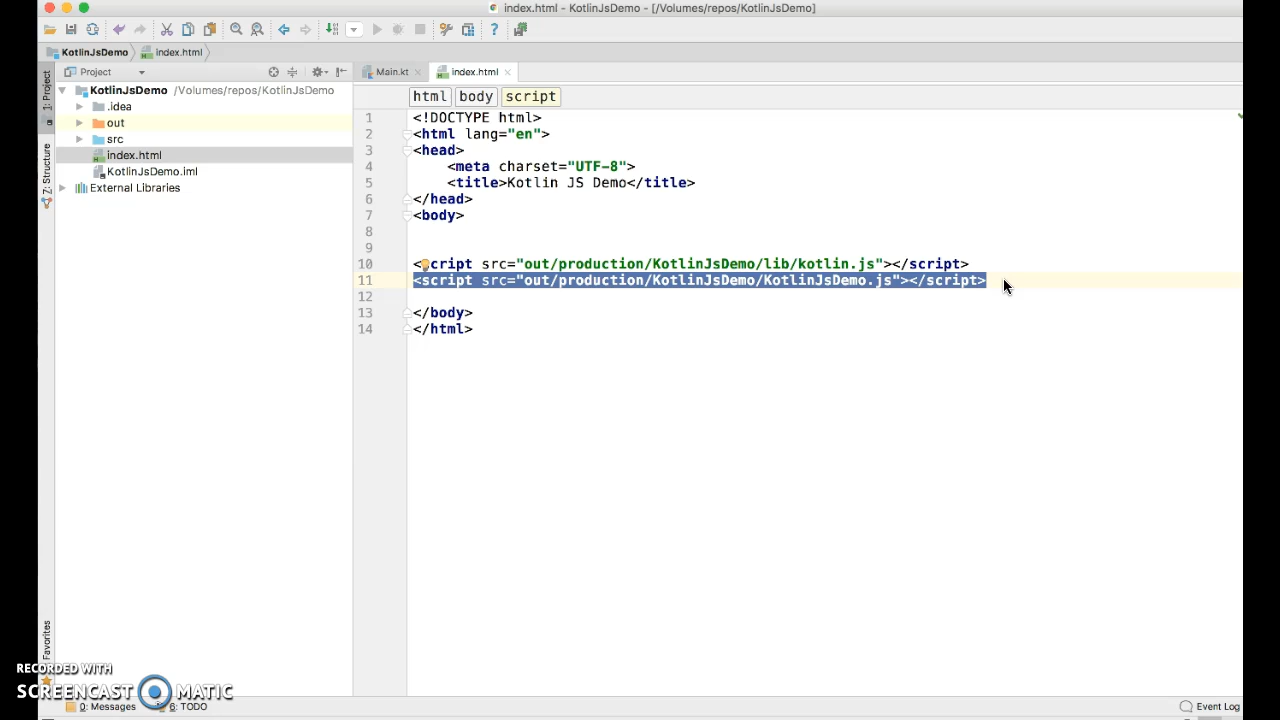 index.html - KotlinJsDemo - [/Volumes/repos/KotlinJsDemo]
KotlinJsDemo
index.html
1: Project
Z: Structure
Favorites
Project
KotlinJsDemo /Volumes/repos/KotlinJsDemo
.idea
out
src
index.html
KotlinJsDemo.iml
External Libraries
Main.kt
index.html
html body script
1 <!DOCTYPE html>
2 <html lang="en">
3 <head>
4 <meta charset="UTF-8">
5 <title>Kotlin JS Demo</title>
6 </head>
7 <body>
8
9
10 <script src="out/production/KotlinJsDemo/lib/kotlin.js"></script>
11 <script src="out/production/KotlinJsDemo/KotlinJsDemo.js"></script>
12
13 </body>
14 </html>
RECORDED WITH
SCREENCAST MATIC
0: Messages
6: TODO
Event Log